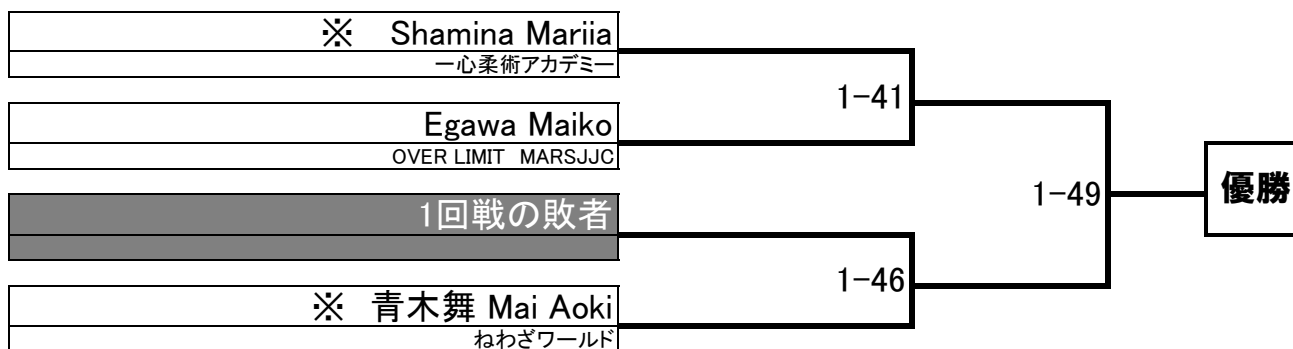 ※ Shamina Mariia
一心柔術アカデミー
1-41
Egawa Maiko
OVER LIMIT MARSJJC
1-49
優勝
1回戦の敗者
1-46
※ 青木舞 Mai Aoki
ねわざワールド